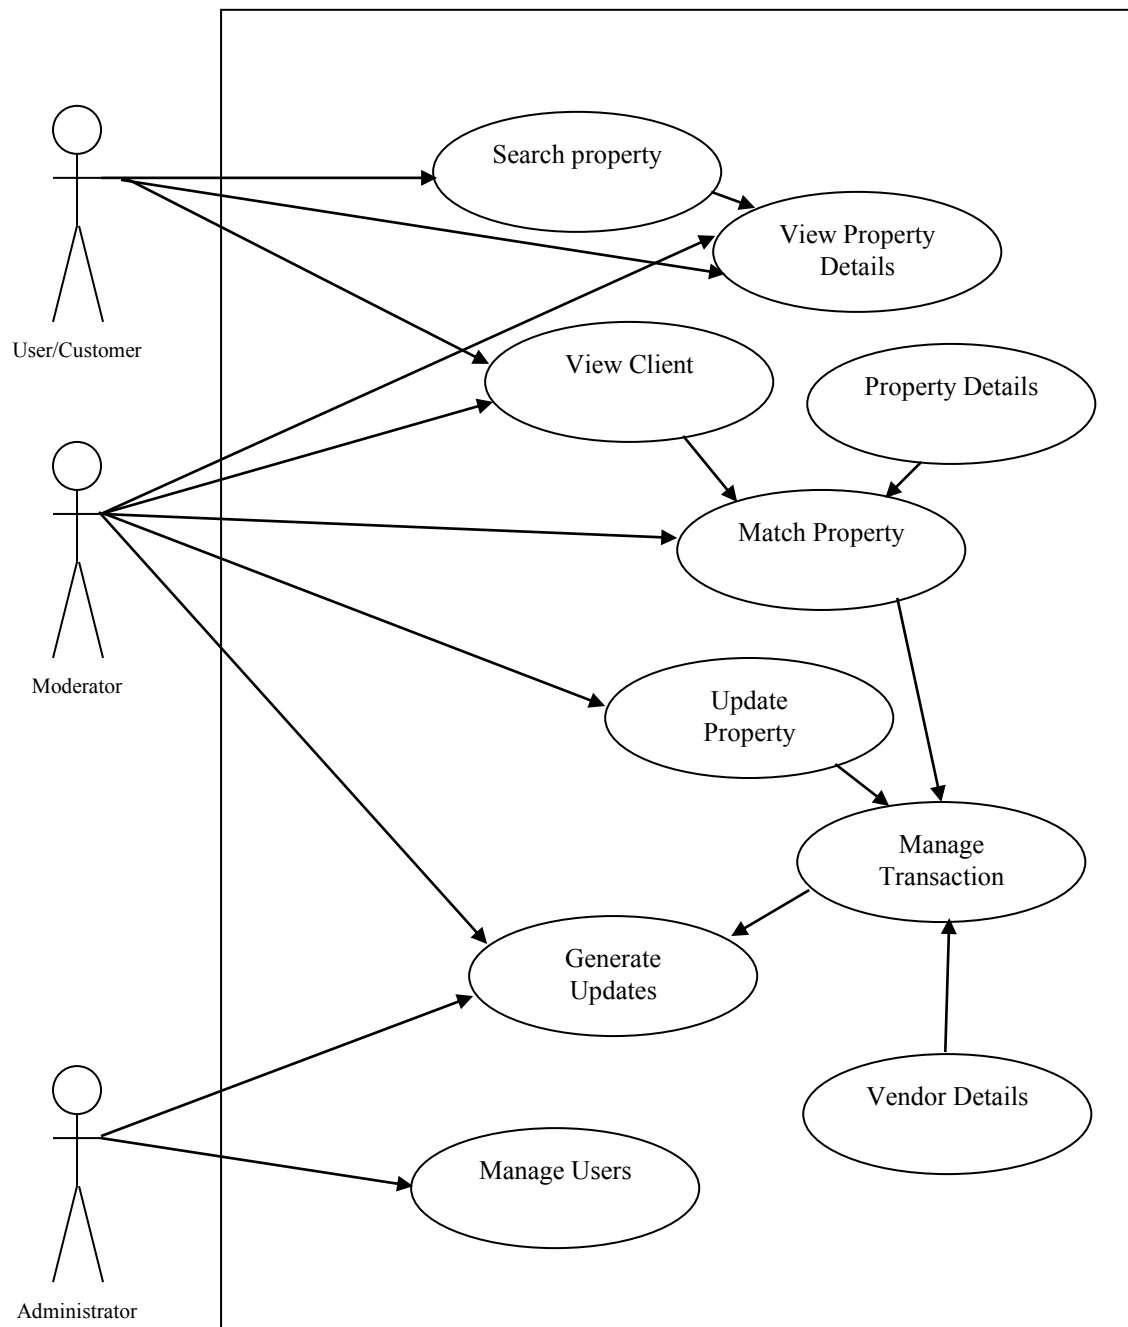 Search property
View Property
Details
User/Customer
View Client
Property Details
Match Property
Moderator
Update
Property
Manage
Transaction
Generate
Updates
Vendor Details
Manage Users
Administrator